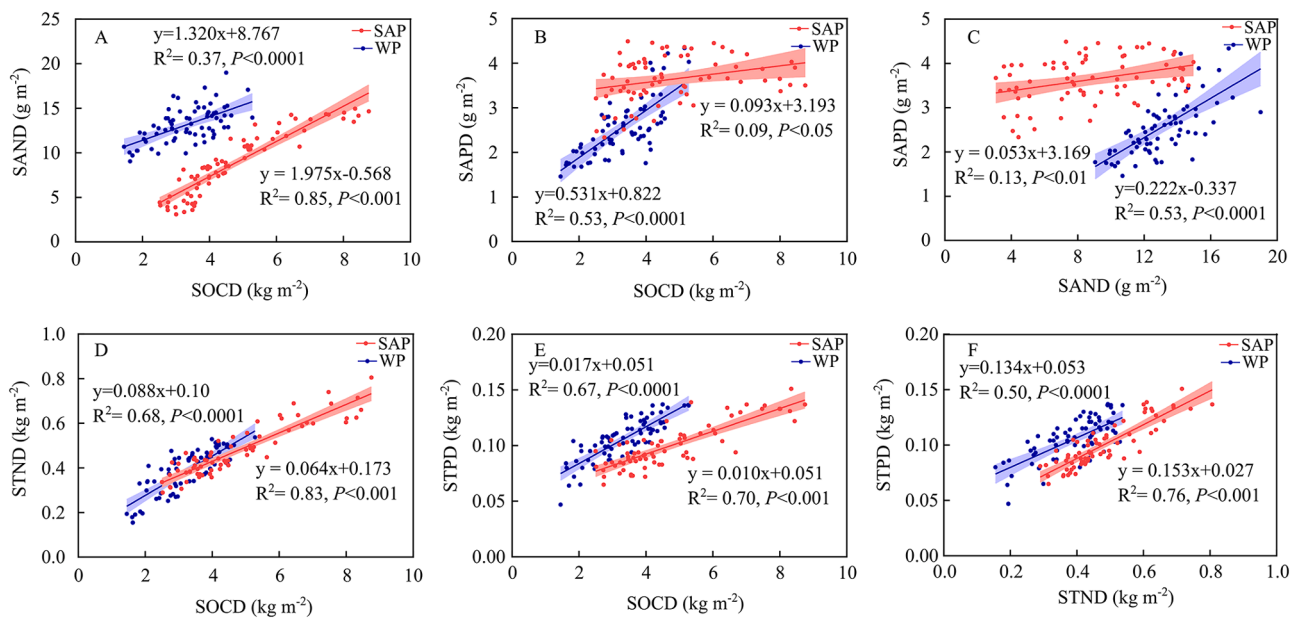 A
y=1.320x+8.767
R²= 0.37, P<0.0001
SAP
WP
y = 1.975x-0.568
R²= 0.85, P<0.001
25
20
15
10
5
0
SAND (g m⁻²)
0 2 4 6 8 10
SOCD (kg m⁻²)
B
SAP
WP
y = 0.093x+3.193
R²= 0.09, P<0.05
y=0.531x+0.822
R²= 0.53, P<0.0001
5
4
3
2
1
0
SAPD (g m⁻²)
0 2 4 6 8 10
SOCD (kg m⁻²)
C
SAP
WP
y = 0.053x+3.169
R²= 0.13, P<0.01
y=0.222x-0.337
R²= 0.53, P<0.0001
5
4
3
2
1
0
SAPD (g m⁻²)
0 4 8 12 16 20
SAND (g m⁻²)
D
SAP
WP
y=0.088x+0.10
R²= 0.68, P<0.0001
y = 0.064x+0.173
R²= 0.83, P<0.001
1.0
0.8
0.6
0.4
0.2
0.0
STND (kg m⁻²)
0 2 4 6 8 10
SOCD (kg m⁻²)
E
SAP
WP
y=0.017x+0.051
R²= 0.67, P<0.0001
y = 0.010x+0.051
R²= 0.70, P<0.001
0.20
0.15
0.10
0.05
0.00
STPD (kg m⁻²)
0 2 4 6 8 10
SOCD (kg m⁻²)
F
SAP
WP
y=0.134x+0.053
R²= 0.50, P<0.0001
y = 0.153x+0.027
R²= 0.76, P<0.001
0.20
0.15
0.10
0.05
0.00
STPD (kg m⁻²)
0.0 0.2 0.4 0.6 0.8 1.0
STND (kg m⁻²)